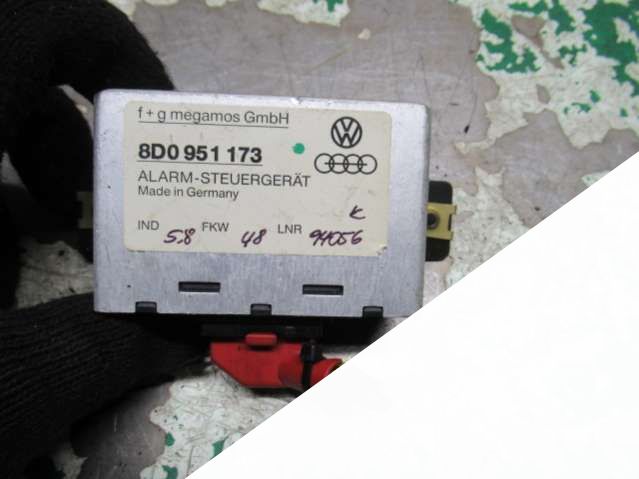 f+g megamos GmbH
8D0 951 173
ALARM-STEUERGERÄT
Made in Germany
K
IND 5.8 FKW 48 LNR 94056